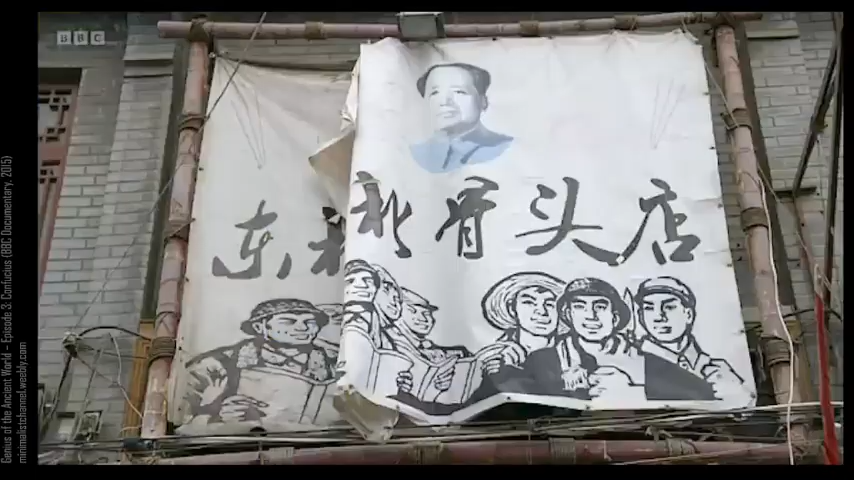 BBC
东
新骨头店
Genius of the Ancient World - Episode 3: Confucius (BBC Documentary, 2015)
minimalistchannel.weebly.com